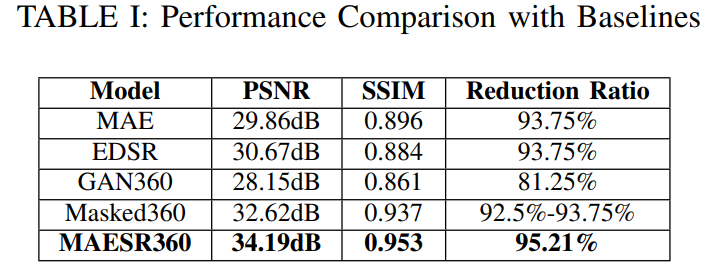 TABLE I: Performance Comparison with Baselines
Model PSNR SSIM Reduction Ratio
MAE 29.86dB 0.896 93.75%
EDSR 30.67dB 0.884 93.75%
GAN360 28.15dB 0.861 81.25%
Masked360 32.62dB 0.937 92.5%-93.75%
MAESR360 34.19dB 0.953 95.21%